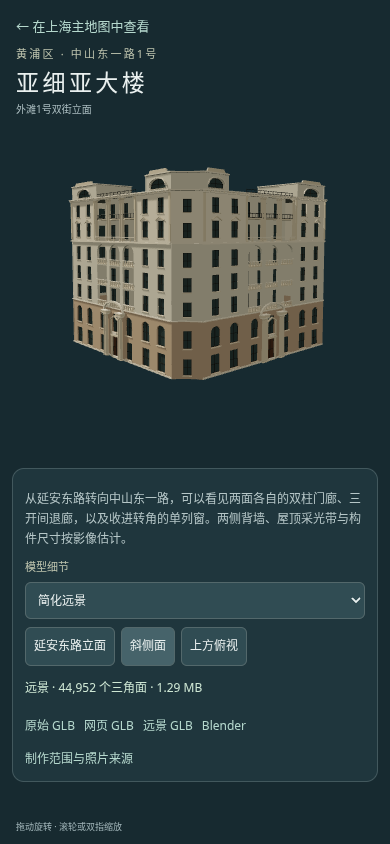 ← 在上海主地图中查看
黄浦区 · 中山东一路1号
亚细亚大楼
外滩1号双街立面
从延安东路转向中山东一路，可以看见两面各自的双柱门廊、三
开间退廊，以及收进转角的单列窗。两侧背墙、屋顶采光带与构
件尺寸按影像估计。
模型细节
简化远景
延安东路立面 斜侧面 上方俯视
远景 · 44,952 个三角面 · 1.29 MB
原始 GLB 网页 GLB 远景 GLB Blender
制作范围与照片来源
拖动旋转 · 滚轮或双指缩放